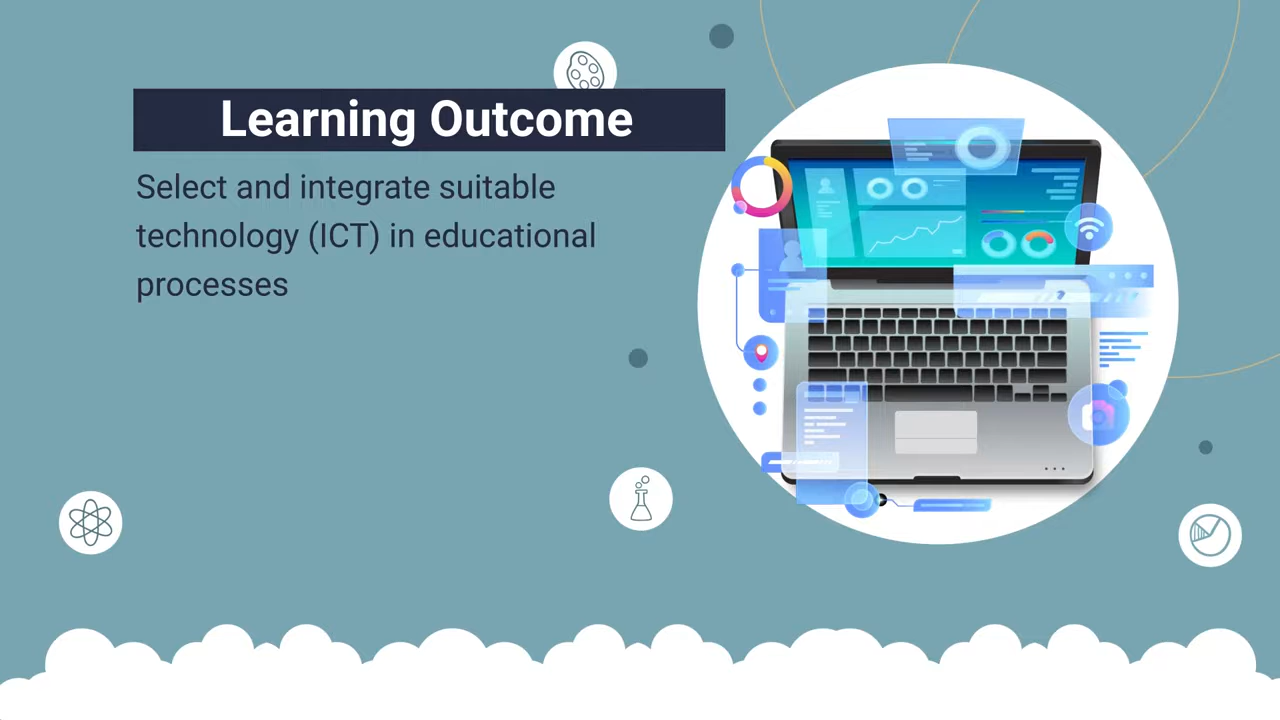 Learning Outcome
Select and integrate suitable
technology (ICT) in educational
processes